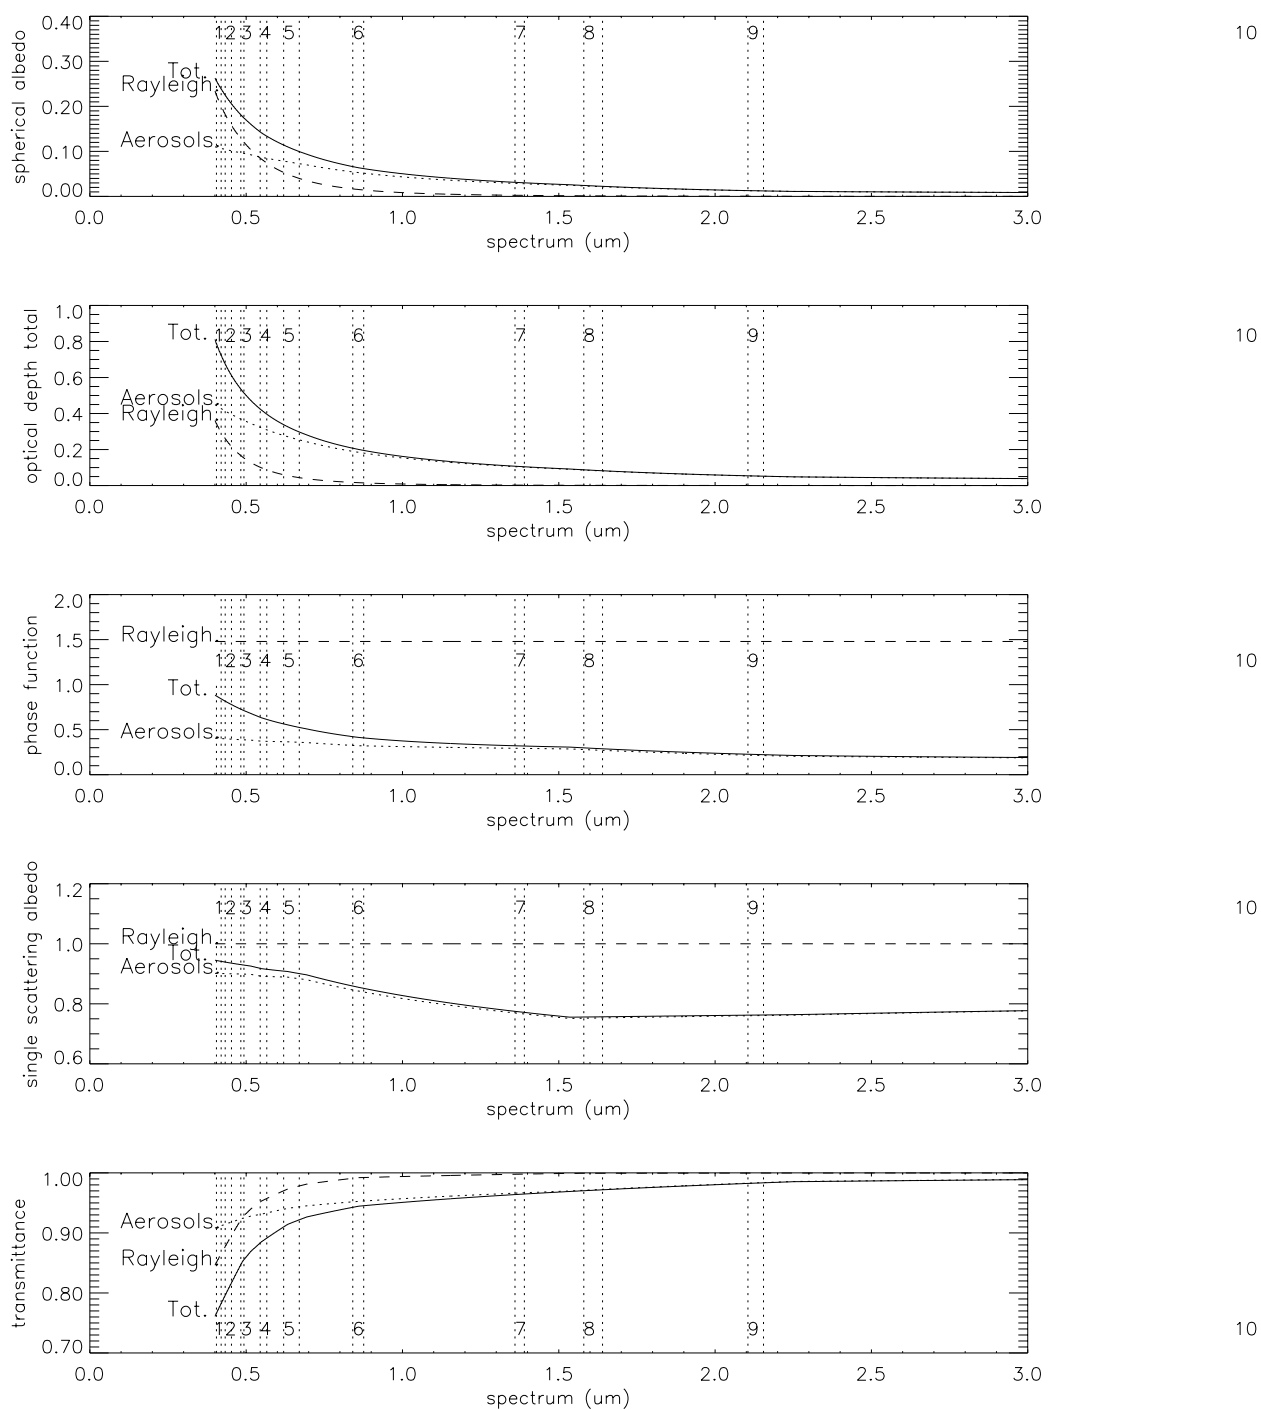 spherical albedo
0.40
0.30
0.20
0.10
0.00
Tot.
Rayleigh
Aerosols
1 2 3 4 5 6 7 8 9 10
0.0 0.5 1.0 1.5 2.0 2.5 3.0
spectrum (um)
optical depth total
1.0
0.8
0.6
0.4
0.2
0.0
Tot.
Aerosols
Rayleigh
1 2 3 4 5 6 7 8 9 10
0.0 0.5 1.0 1.5 2.0 2.5 3.0
spectrum (um)
phase function
2.0
1.5
1.0
0.5
0.0
Rayleigh
1 2 3 4 5 6 7 8 9 10
Tot.
Aerosols
0.0 0.5 1.0 1.5 2.0 2.5 3.0
spectrum (um)
single scattering albedo
1.2
1.0
0.8
0.6
1 2 3 4 5 6 7 8 9 10
Rayleigh
Tot.
Aerosols
0.0 0.5 1.0 1.5 2.0 2.5 3.0
spectrum (um)
transmittance
1.00
0.90
0.80
0.70
Aerosols
Rayleigh
Tot.
1 2 3 4 5 6 7 8 9 10
0.0 0.5 1.0 1.5 2.0 2.5 3.0
spectrum (um)